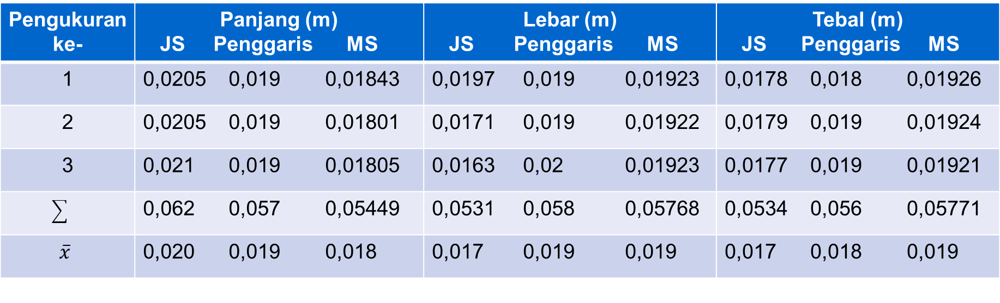 Pengukuran ke- Panjang (m) Lebar (m) Tebal (m)
JS Penggaris MS JS Penggaris MS JS Penggaris MS
1 0,0205 0,019 0,01843 0,0197 0,019 0,01923 0,0178 0,018 0,01926
2 0,0205 0,019 0,01801 0,0171 0,019 0,01922 0,0179 0,019 0,01924
3 0,021 0,019 0,01805 0,0163 0,02 0,01923 0,0177 0,019 0,01921
∑ 0,062 0,057 0,05449 0,0531 0,058 0,05768 0,0534 0,056 0,05771
x̄ 0,020 0,019 0,018 0,017 0,019 0,019 0,017 0,018 0,019